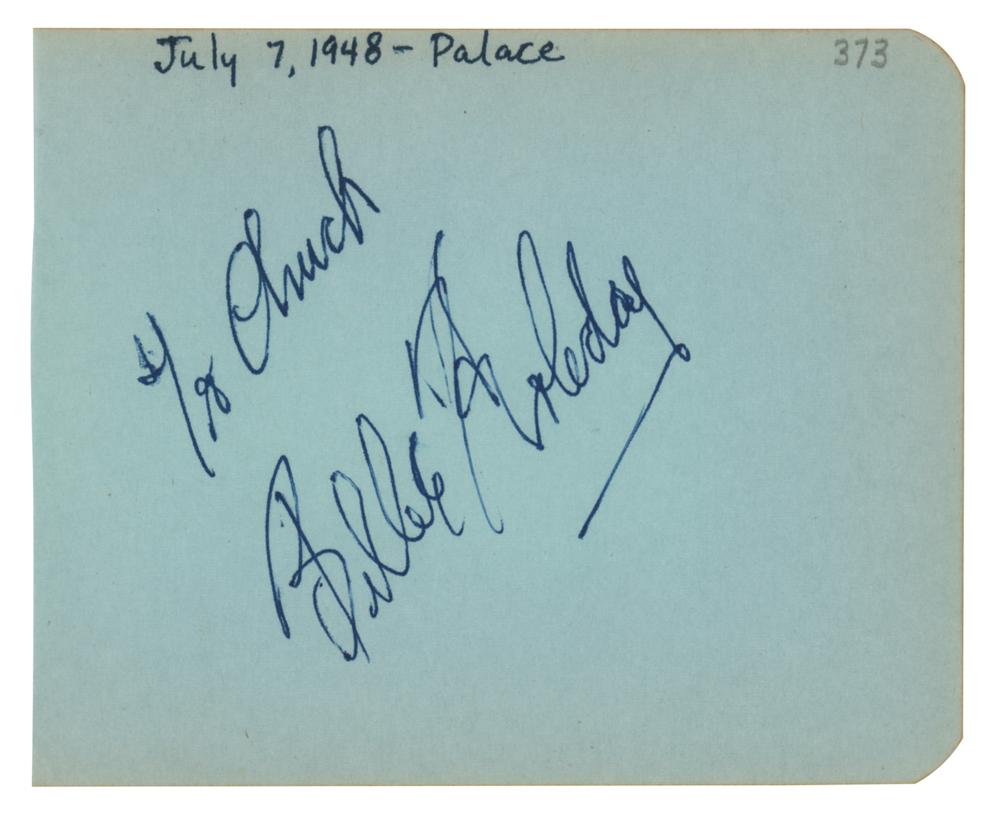 July 7, 1948 - Palace
373
To Chuck
Billie Holiday